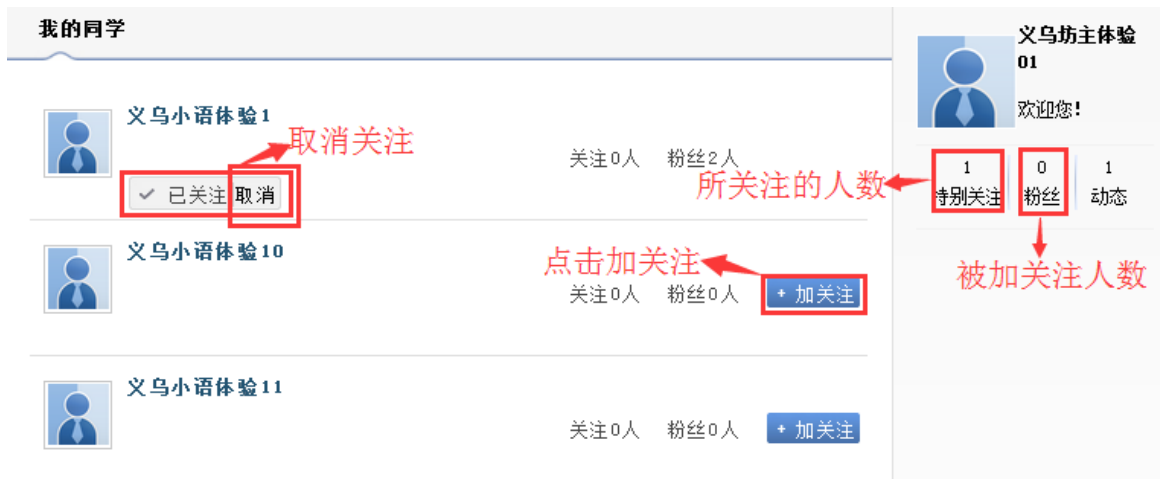 我的同学
义乌小语体验1
取消关注
关注0人 粉丝2人
已关注 取消
义乌小语体验10
点击加关注
关注0人 粉丝0人 + 加关注
义乌小语体验11
关注0人 粉丝0人 + 加关注
义乌坊主体验
01
欢迎您!
1 0 1
特别关注 粉丝 动态
所关注的人数
被加关注人数